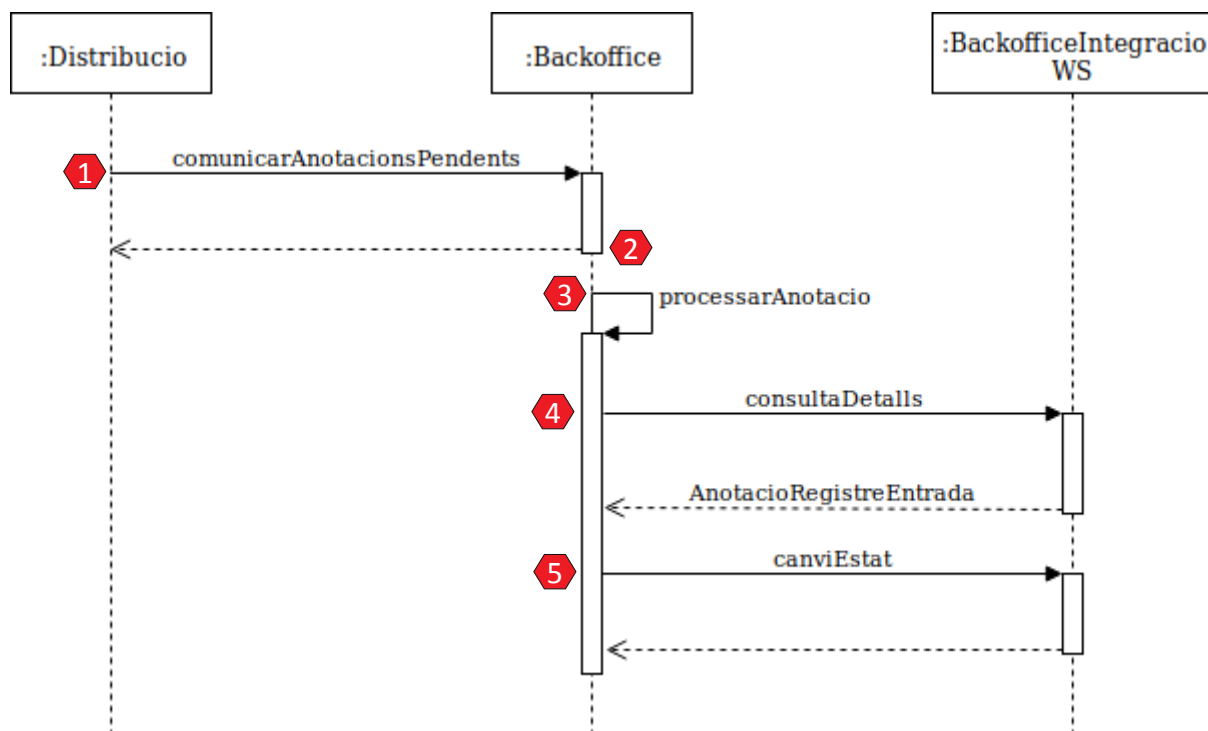 :Distribucio
:Backoffice
:BackofficeIntegracio
WS
1
comunicarAnotacionsPendents
2
3
processarAnotacio
4
consultaDetalls
AnotacioRegistreEntrada
5
canviEstat